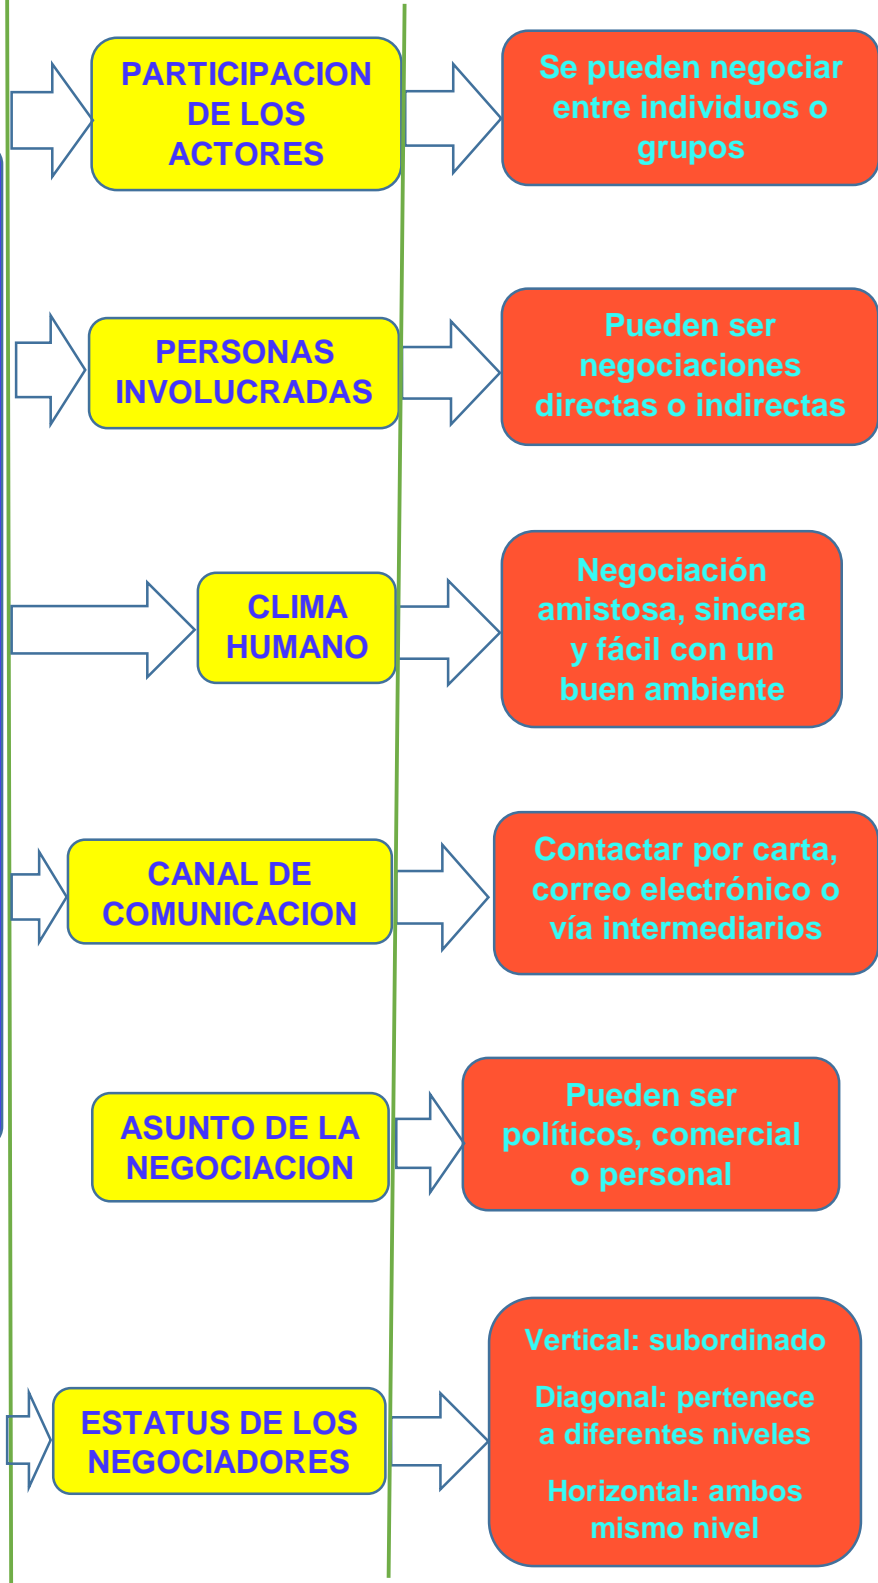 PARTICIPACION
DE LOS
ACTORES
Se pueden negociar
entre individuos o
grupos
PERSONAS
INVOLUCRADAS
Pueden ser
negociaciones
directas o indirectas
CLIMA
HUMANO
Negociación
amistosa, sincera
y fácil con un
buen ambiente
CANAL DE
COMUNICACION
Contactar por carta,
correo electrónico o
vía intermediarios
ASUNTO DE LA
NEGOCIACION
Pueden ser
políticos, comercial
o personal
ESTATUS DE LOS
NEGOCIADORES
Vertical: subordinado
Diagonal: pertenece
a diferentes niveles
Horizontal: ambos
mismo nivel